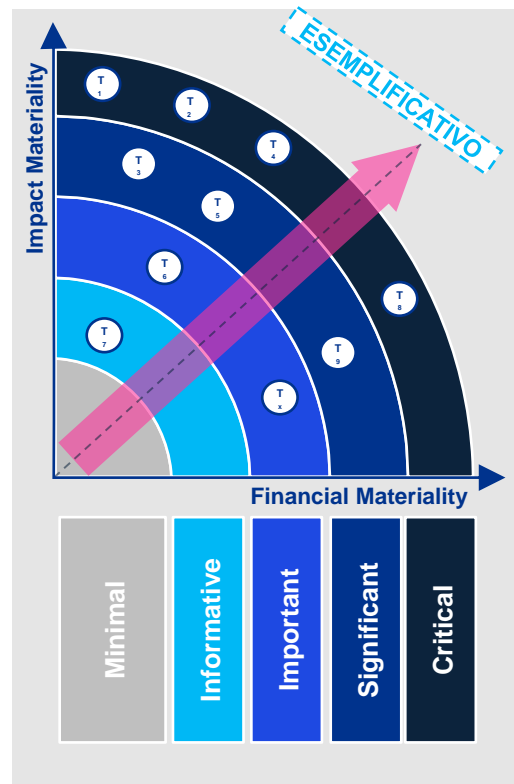 ESEMPLIFICATIVO
Impact Materiality
T
1
T
2
T
4
T
3
T
5
T
6
T
8
T
7
T
9
T
x
Financial Materiality
Minimal
Informative
Important
Significant
Critical